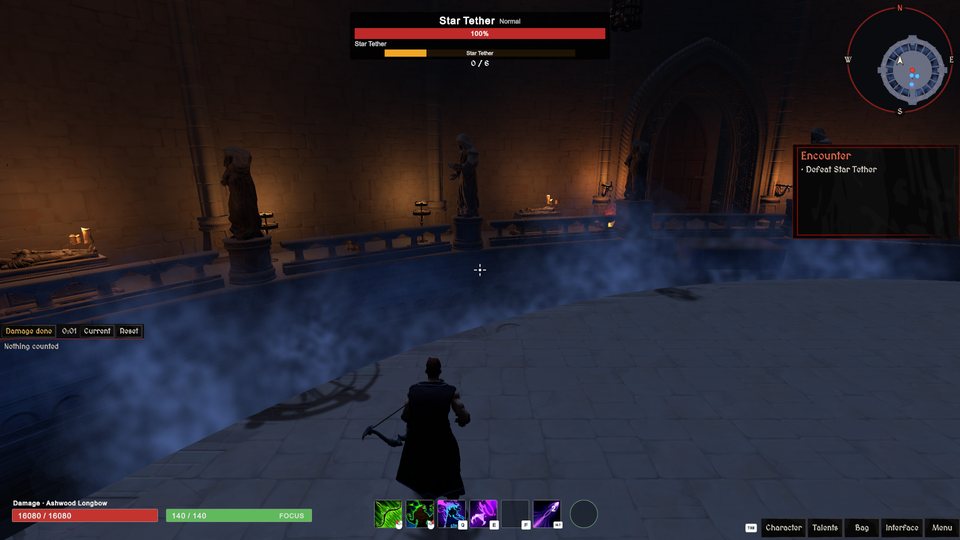 Star Tether Normal
100%
Star Tether
Star Tether
0 / 6
N
W
E
S
Encounter
• Defeat Star Tether
Damage done 0:01 Current Reset
Nothing counted
Damage - Ashwood Longbow
16080 / 16080
140 / 140 FOCUS
Q
E
F
TAB
Character
Talents
Bag
Interface
Menu